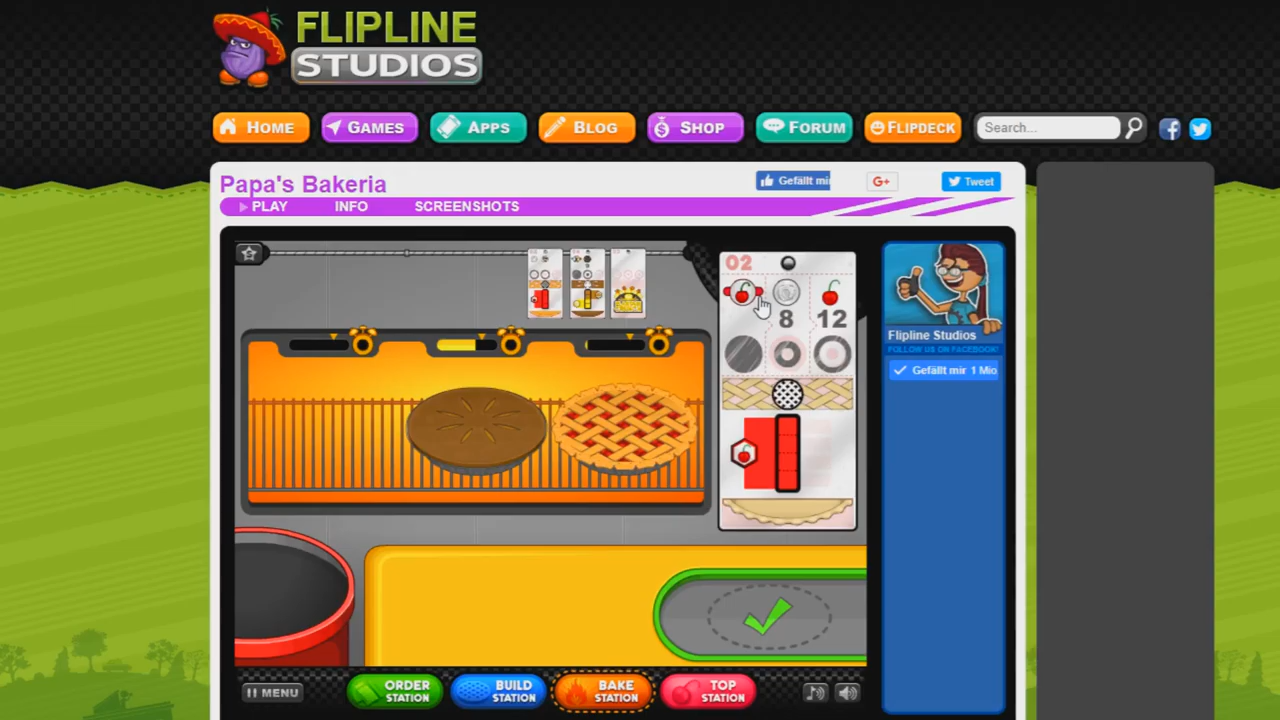 FLIPLINE
STUDIOS
HOME
GAMES
APPS
BLOG
SHOP
FORUM
FLIPDECK
Search...
Papa's Bakeria
Gefällt mir
G+
Tweet
PLAY
INFO
SCREENSHOTS
02
8
12
Flipline Studios
FOLLOW US ON FACEBOOK!
Gefällt mir 1 Mio
MENU
ORDER
STATION
BUILD
STATION
BAKE
STATION
TOP
STATION